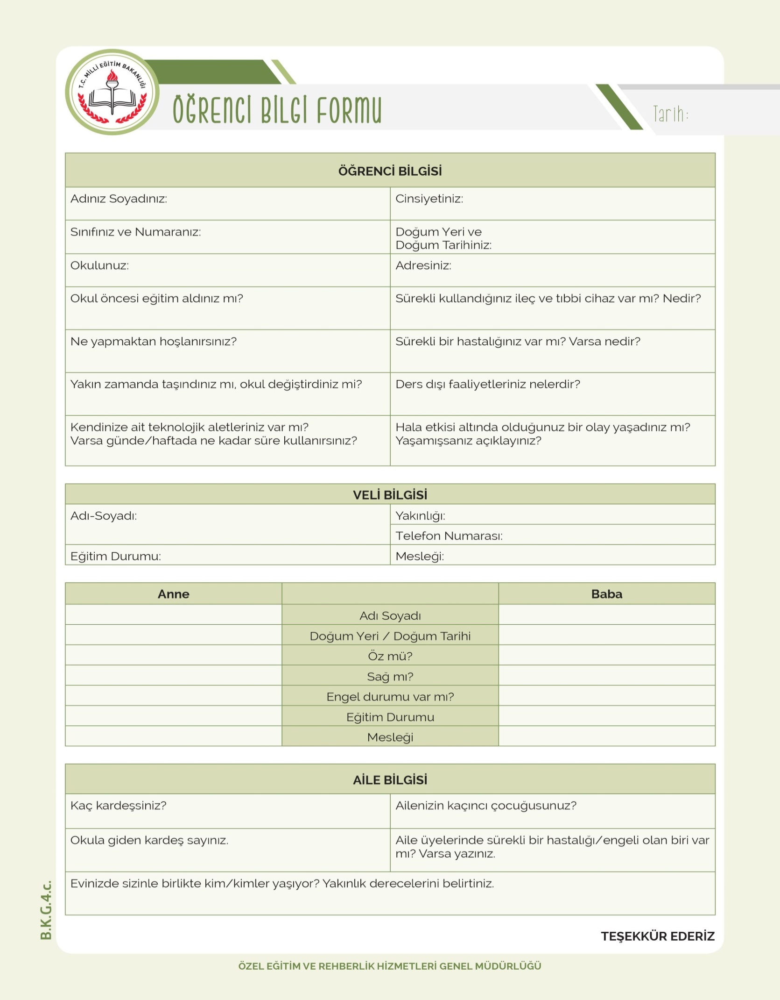 T.C. MİLLİ EĞİTİM BAKANLIĞI
ÖĞRENCİ BİLGİ FORMU
Tarih:
ÖĞRENCİ BİLGİSİ
Adınız Soyadınız:
Cinsiyetiniz:
Sınıfınız ve Numaranız:
Doğum Yeri ve
Doğum Tarihiniz:
Okulunuz:
Adresiniz:
Okul öncesi eğitim aldınız mı?
Sürekli kullandığınız ileç ve tıbbi cihaz var mı? Nedir?
Ne yapmaktan hoşlanırsınız?
Sürekli bir hastalığınız var mı? Varsa nedir?
Yakın zamanda taşındınız mı, okul değiştirdiniz mi?
Ders dışı faaliyetleriniz nelerdir?
Kendinize ait teknolojik aletleriniz var mı?
Varsa günde/haftada ne kadar süre kullanırsınız?
Hala etkisi altında olduğunuz bir olay yaşadınız mı?
Yaşamışsanız açıklayınız?
VELİ BİLGİSİ
Adı-Soyadı:
Yakınlığı:
Telefon Numarası:
Eğitim Durumu:
Mesleği:
Anne
Baba
Adı Soyadı
Doğum Yeri / Doğum Tarihi
Öz mü?
Sağ mı?
Engel durumu var mı?
Eğitim Durumu
Mesleği
AİLE BİLGİSİ
Kaç kardeşsiniz?
Ailenizin kaçıncı çocuğusunuz?
Okula giden kardeş sayınız.
Aile üyelerinde sürekli bir hastalığı/engeli olan biri var
mı? Varsa yazınız.
Evinizde sizinle birlikte kim/kimler yaşıyor? Yakınlık derecelerini belirtiniz.
B.K.G.4.c.
TEŞEKKÜR EDERİZ
ÖZEL EĞİTİM VE REHBERLİK HİZMETLERİ GENEL MÜDÜRLÜĞÜ